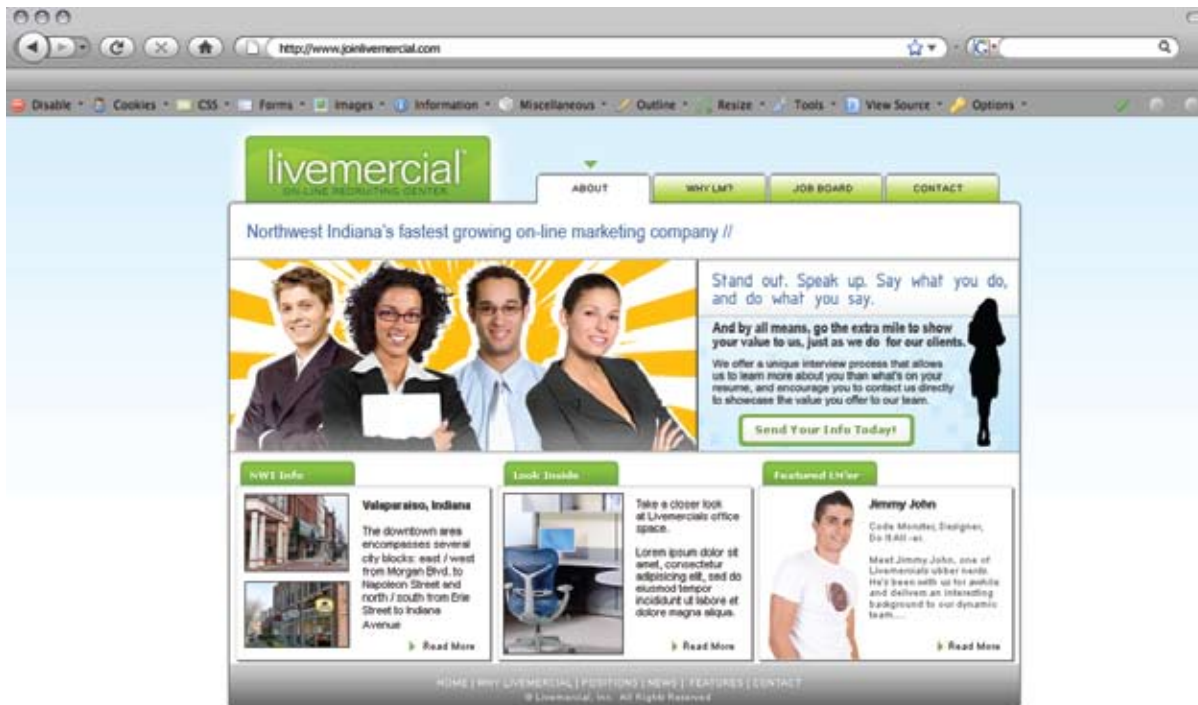 http://www.joinlivemercial.com
Disable Cookies CSS Forms Images Information Miscellaneous Outline Resize Tools View Source Options
livemercial
ON-LINE RECRUITING CENTER
ABOUT WHY LM? JOB BOARD CONTACT
Northwest Indiana's fastest growing on-line marketing company //
Stand out. Speak up. Say what you do,
and do what you say.
And by all means, go the extra mile to show
your value to us, just as we do for our clients.
We offer a unique interview process that allows
us to learn more about you than what's on your
resume, and encourage you to contact us directly
to showcase the value you offer to our team.
Send Your Info Today!
NWI Info
Valaparaiso, Indiana
The downtown area
encompasses several
city blocks: east / west
from Morgan Blvd. to
Napoleon Street and
north / south from Erie
Street to Indiana
Avenue
Read More
Look Inside
Take a closer look
at Livemercials office
space.
Lorem ipsum dolor sit
amet, consectetur
adipisicing elit, sed do
eiusmod tempor
incididunt ut labore et
dolore magna aliqua.
Read More
Featured LM'er
Jimmy John
Code Monster, Designer,
Do It All -er.
Meet Jimmy John, one of
Livemercials ubber nerds.
He's been with us for awhile
and delivers an interesting
background to our dynamic
team....
Read More
HOME | WHY LIVEMERCIAL | POSITIONS | NEWS | FEATURES | CONTACT
© Livemercial, Inc. All Rights Reserved